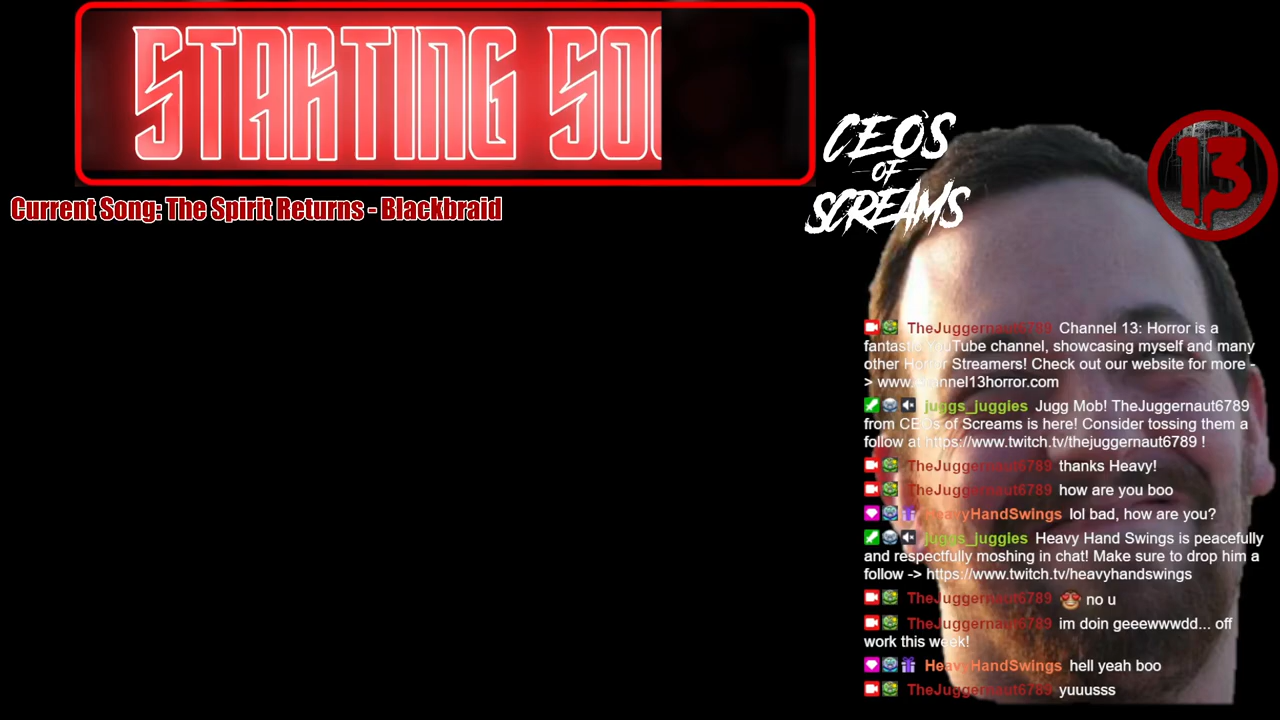 STARTING SOO
Current Song: The Spirit Returns - Blackbraid
CEO'S
OF
SCREAMS
13
TheJuggernaut6789 Channel 13: Horror is a
fantastic YouTube channel, showcasing myself and many
other Horror Streamers! Check out our website for more -
> www.channel13horror.com
juggs_juggies Jugg Mob! TheJuggernaut6789
from CEOs of Screams is here! Consider tossing them a
follow at https://www.twitch.tv/thejuggernaut6789 !
TheJuggernaut6789 thanks Heavy!
TheJuggernaut6789 how are you boo
HeavyHandSwings lol bad, how are you?
juggs_juggies Heavy Hand Swings is peacefully
and respectfully moshing in chat! Make sure to drop him a
follow -> https://www.twitch.tv/heavyhandswings
TheJuggernaut6789 no u
TheJuggernaut6789 im doin geeewwwdd... off
work this week!
HeavyHandSwings hell yeah boo
TheJuggernaut6789 yuuusss